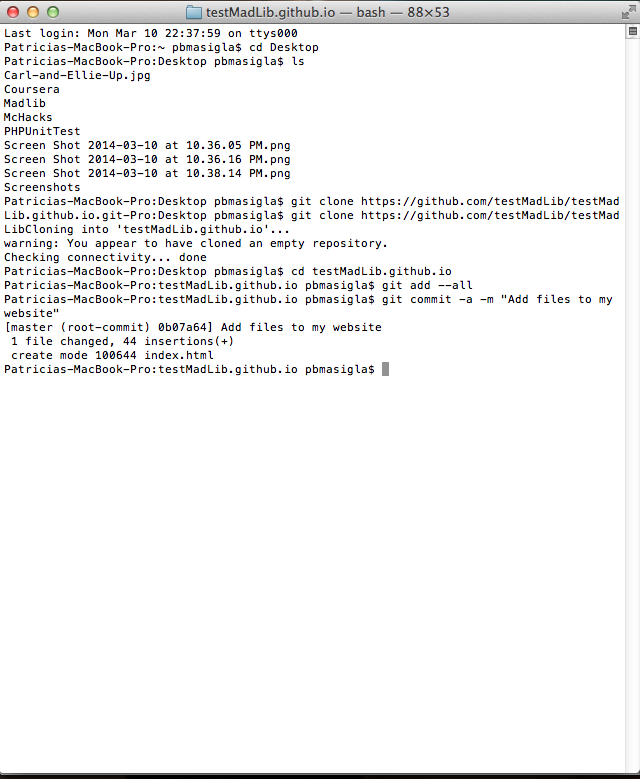 testMadLib.github.io — bash — 88×53
Last login: Mon Mar 10 22:37:59 on ttys000
Patricias-MacBook-Pro:~ pbmasigla$ cd Desktop
Patricias-MacBook-Pro:Desktop pbmasigla$ ls
Carl-and-Ellie-Up.jpg
Coursera
Madlib
McHacks
PHPUnitTest
Screen Shot 2014-03-10 at 10.36.05 PM.png
Screen Shot 2014-03-10 at 10.36.16 PM.png
Screen Shot 2014-03-10 at 10.38.14 PM.png
Screenshots
Patricias-MacBook-Pro:Desktop pbmasigla$ git clone https://github.com/testMadLib/testMad
Lib.github.io.git-Pro:Desktop pbmasigla$ git clone https://github.com/testMadLib/testMad
LibCloning into 'testMadLib.github.io'...
warning: You appear to have cloned an empty repository.
Checking connectivity... done
Patricias-MacBook-Pro:Desktop pbmasigla$ cd testMadLib.github.io
Patricias-MacBook-Pro:testMadLib.github.io pbmasigla$ git add --all
Patricias-MacBook-Pro:testMadLib.github.io pbmasigla$ git commit -a -m "Add files to my
website"
[master (root-commit) 0b07a64] Add files to my website
 1 file changed, 44 insertions(+)
 create mode 100644 index.html
Patricias-MacBook-Pro:testMadLib.github.io pbmasigla$